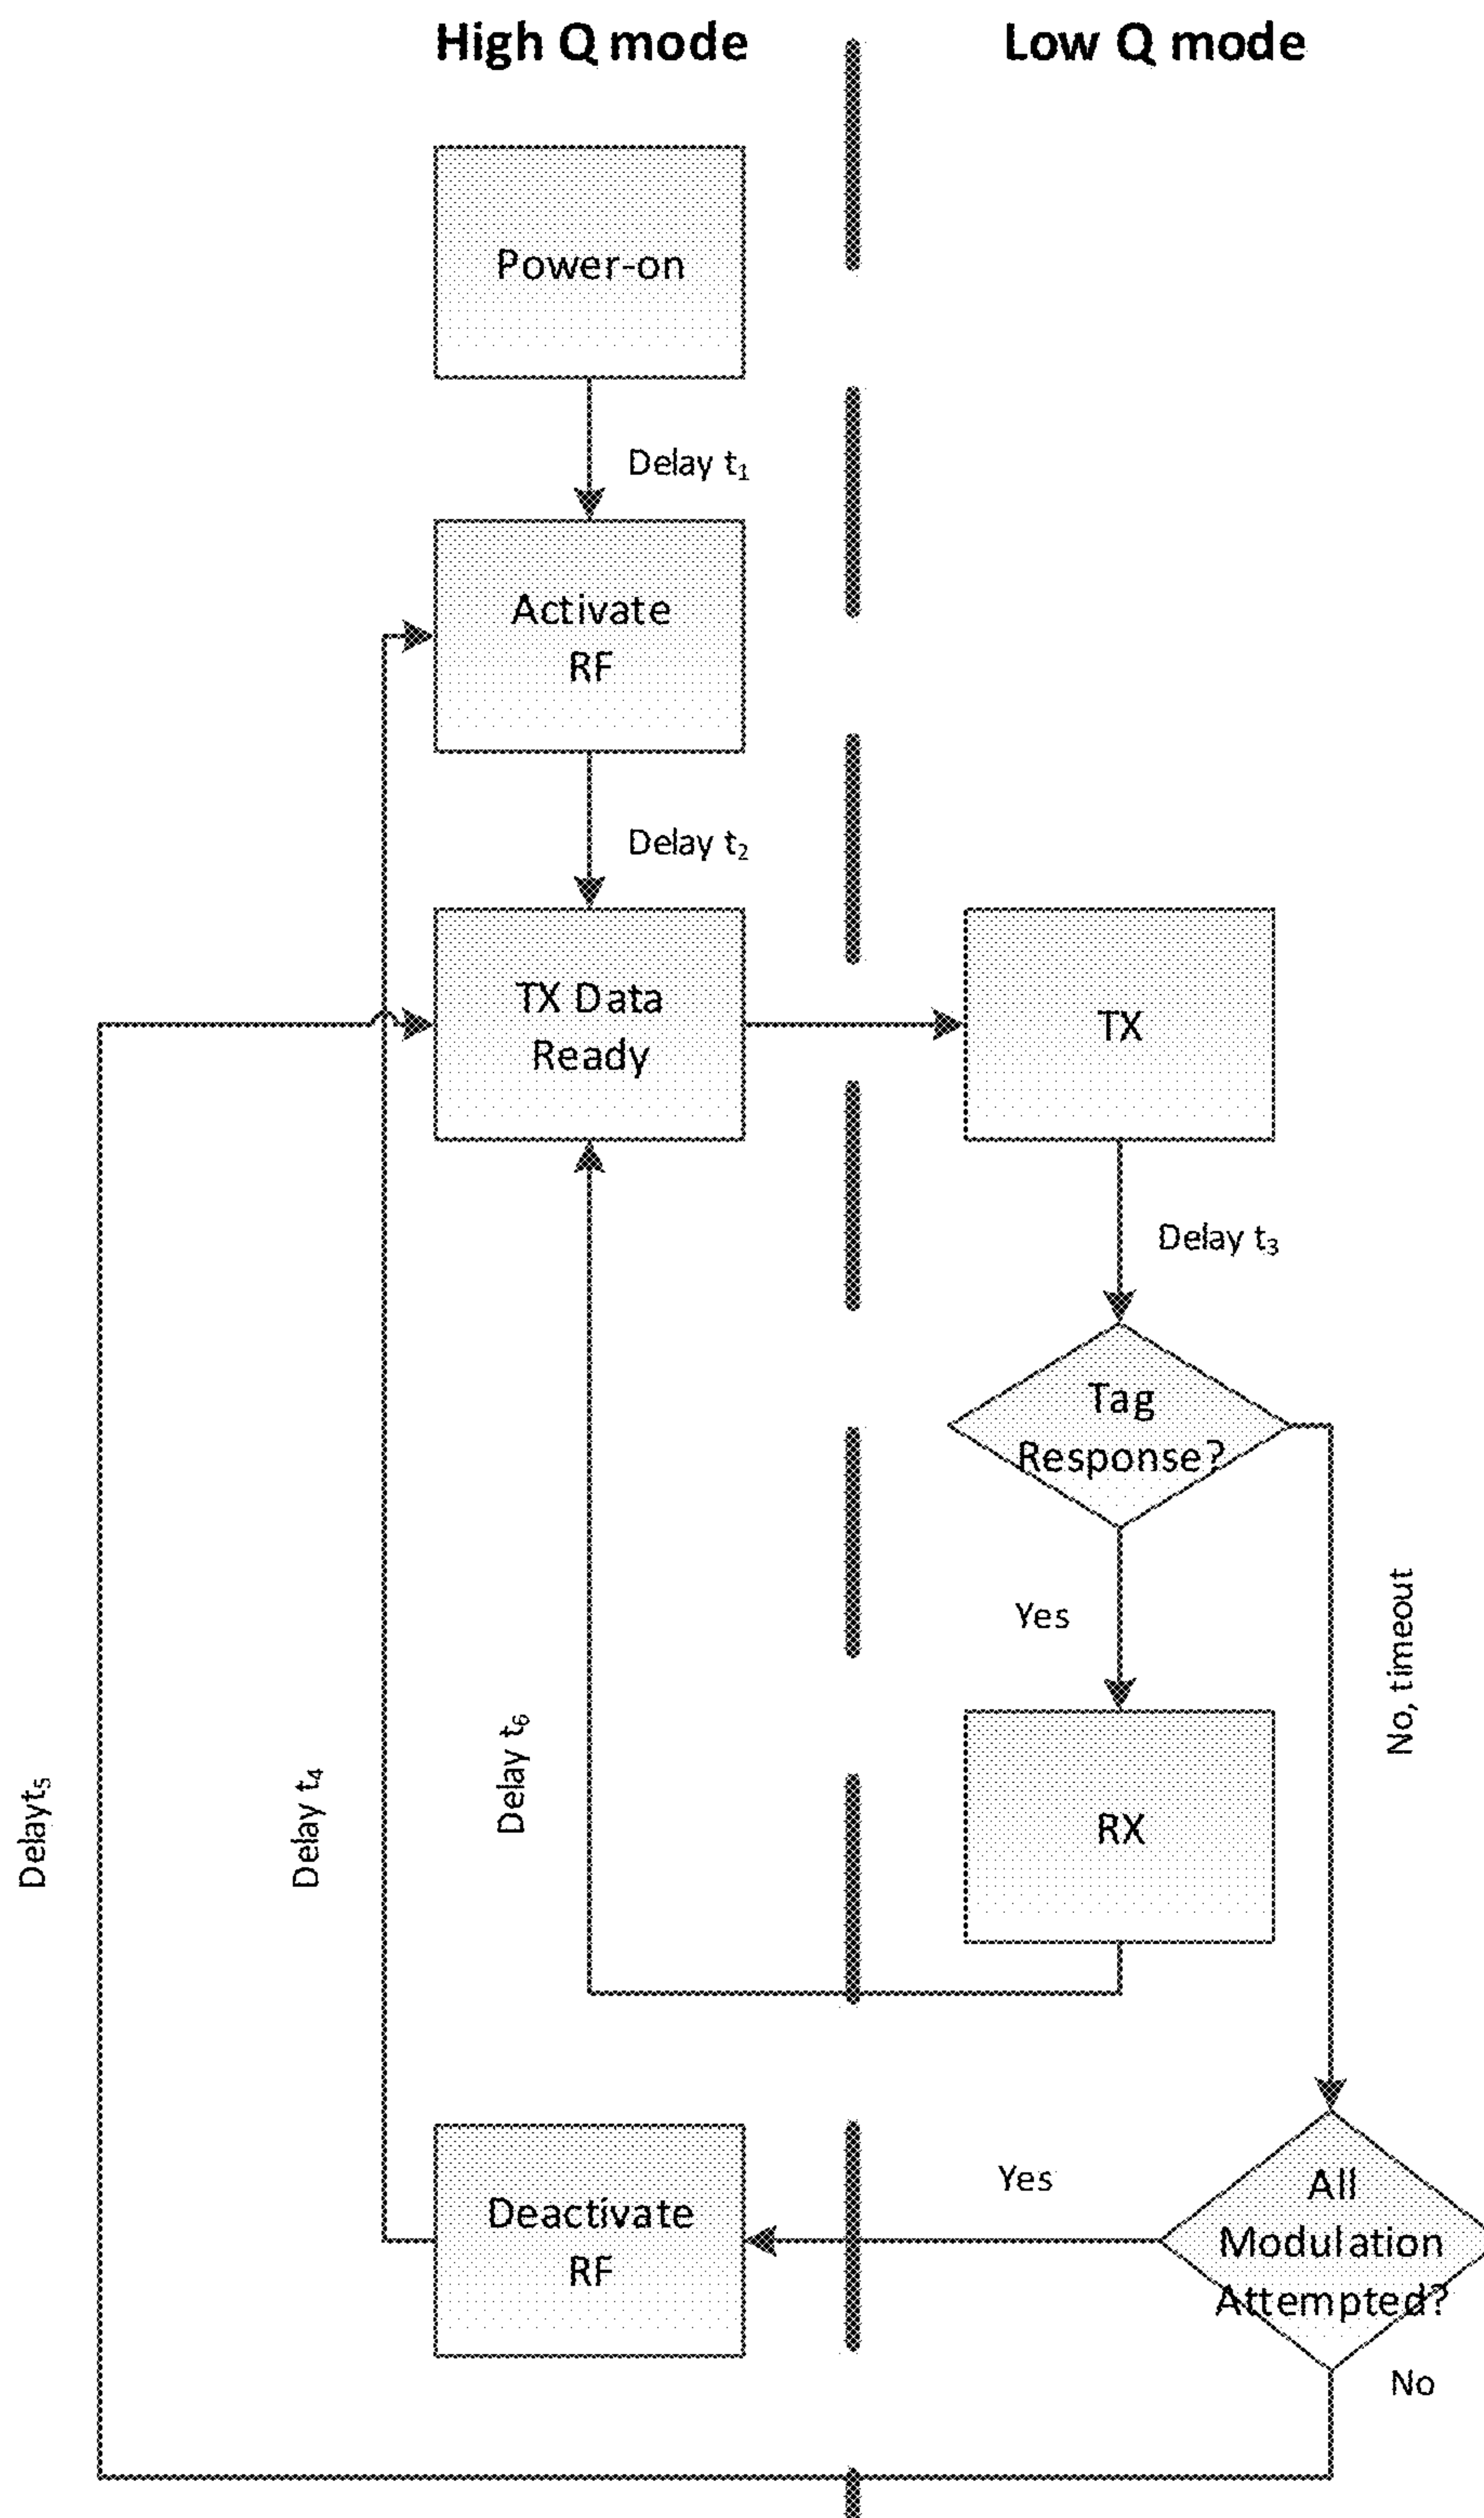 High Q mode
Low Q mode
Power-on
Delay t₁
Activate
RF
Delay t₂
TX Data
Ready
TX
Delay t₃
Tag
Response?
Yes
No, timeout
RX
Delay t₆
Delay t₄
Delayt₅
Yes
Deactivate
RF
All
Modulation
Attempted?
No